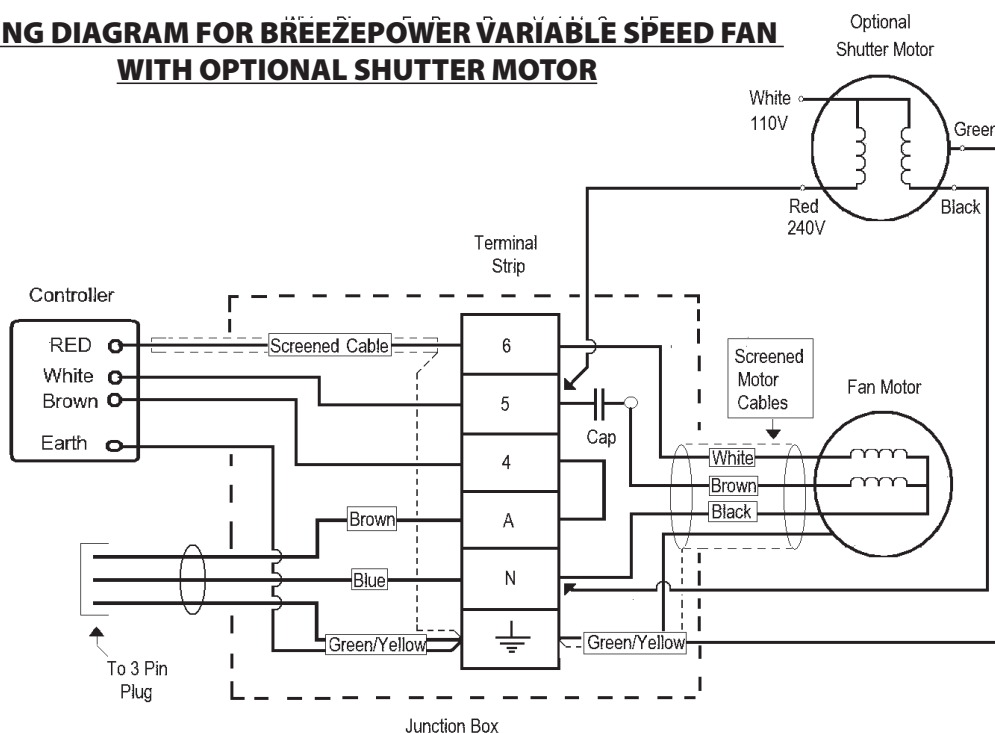 NG DIAGRAM FOR BREEZEPOWER VARIABLE SPEED FAN
WITH OPTIONAL SHUTTER MOTOR
Optional
Shutter Motor
White
110V
Green
Red
240V
Black
Terminal
Strip
Controller
RED
White
Brown
Earth
Screened Cable
6
5
4
A
N
Cap
Screened
Motor
Cables
Fan Motor
White
Brown
Black
Brown
Blue
Green/Yellow
Green/Yellow
To 3 Pin
Plug
Junction Box